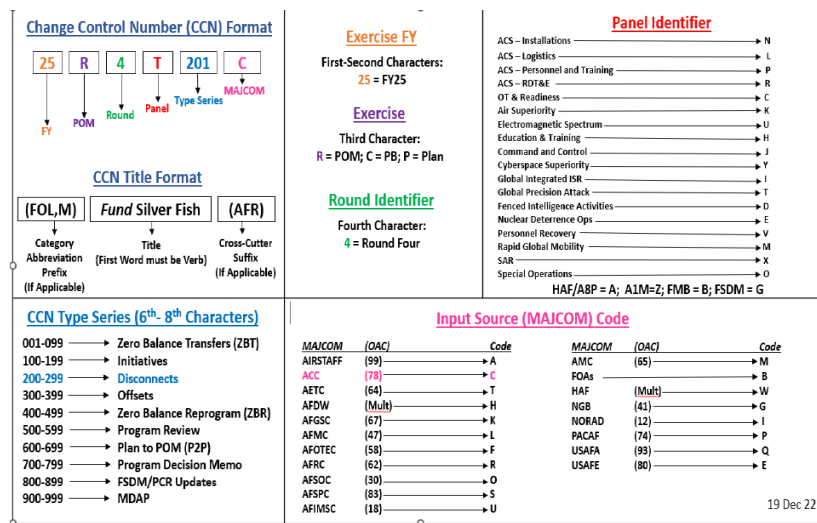 Change Control Number (CCN) Format
25 R 4 T 201 C
FY
POM
Round
Panel
Type Series
MAJCOM
CCN Title Format
(FOL,M) Fund Silver Fish (AFR)
Category Abbreviation Prefix (If Applicable)
Title (First Word must be Verb)
Cross-Cutter Suffix (If Applicable)
Exercise FY
First-Second Characters:
25 = FY25
Exercise
Third Character:
R = POM; C = PB; P = Plan
Round Identifier
Fourth Character:
4 = Round Four
Panel Identifier
ACS – Installations N
ACS – Logistics L
ACS – Personnel and Training P
ACS – RDT&E R
OT & Readiness C
Air Superiority K
Electromagnetic Spectrum U
Education & Training H
Command and Control J
Cyberspace Superiority Y
Global Integrated ISR I
Global Precision Attack T
Fenced Intelligence Activities D
Nuclear Deterrence Ops E
Personnel Recovery V
Rapid Global Mobility M
SAR X
Special Operations O
HAF/A8P = A; A1M=Z; FMB = B; FSDM = G
CCN Type Series (6th- 8th Characters)
001-099 Zero Balance Transfers (ZBT)
100-199 Initiatives
200-299 Disconnects
300-399 Offsets
400-499 Zero Balance Reprogram (ZBR)
500-599 Program Review
600-699 Plan to POM (P2P)
700-799 Program Decision Memo
800-899 FSDM/PCR Updates
900-999 MDAP
Input Source (MAJCOM) Code
MAJCOM (OAC) Code
AIRSTAFF (99) A
ACC (78) C
AETC (64) T
AFDW (Mult) H
AFGSC (67) K
AFMC (47) L
AFOTEC (58) F
AFRC (62) R
AFSOC (30) O
AFSPC (83) S
AFIMSC (18) U
MAJCOM (OAC) Code
AMC (65) M
FOAs B
HAF (Mult) W
NGB (41) G
NORAD (12) I
PACAF (74) P
USAFA (93) Q
USAFE (80) E
19 Dec 22